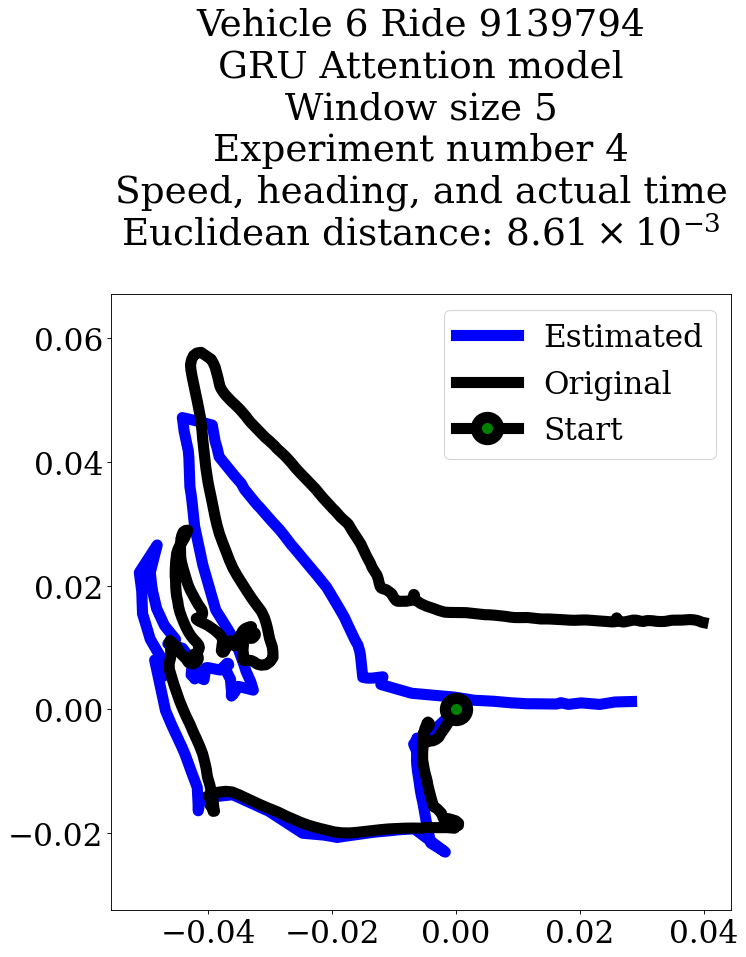 Vehicle 6 Ride 9139794
GRU Attention model
Window size 5
Experiment number 4
Speed, heading, and actual time
Euclidean distance: 8.61 × 10⁻³
Estimated
Original
Start
0.06
0.04
0.02
0.00
−0.02
−0.04 −0.02 0.00 0.02 0.04